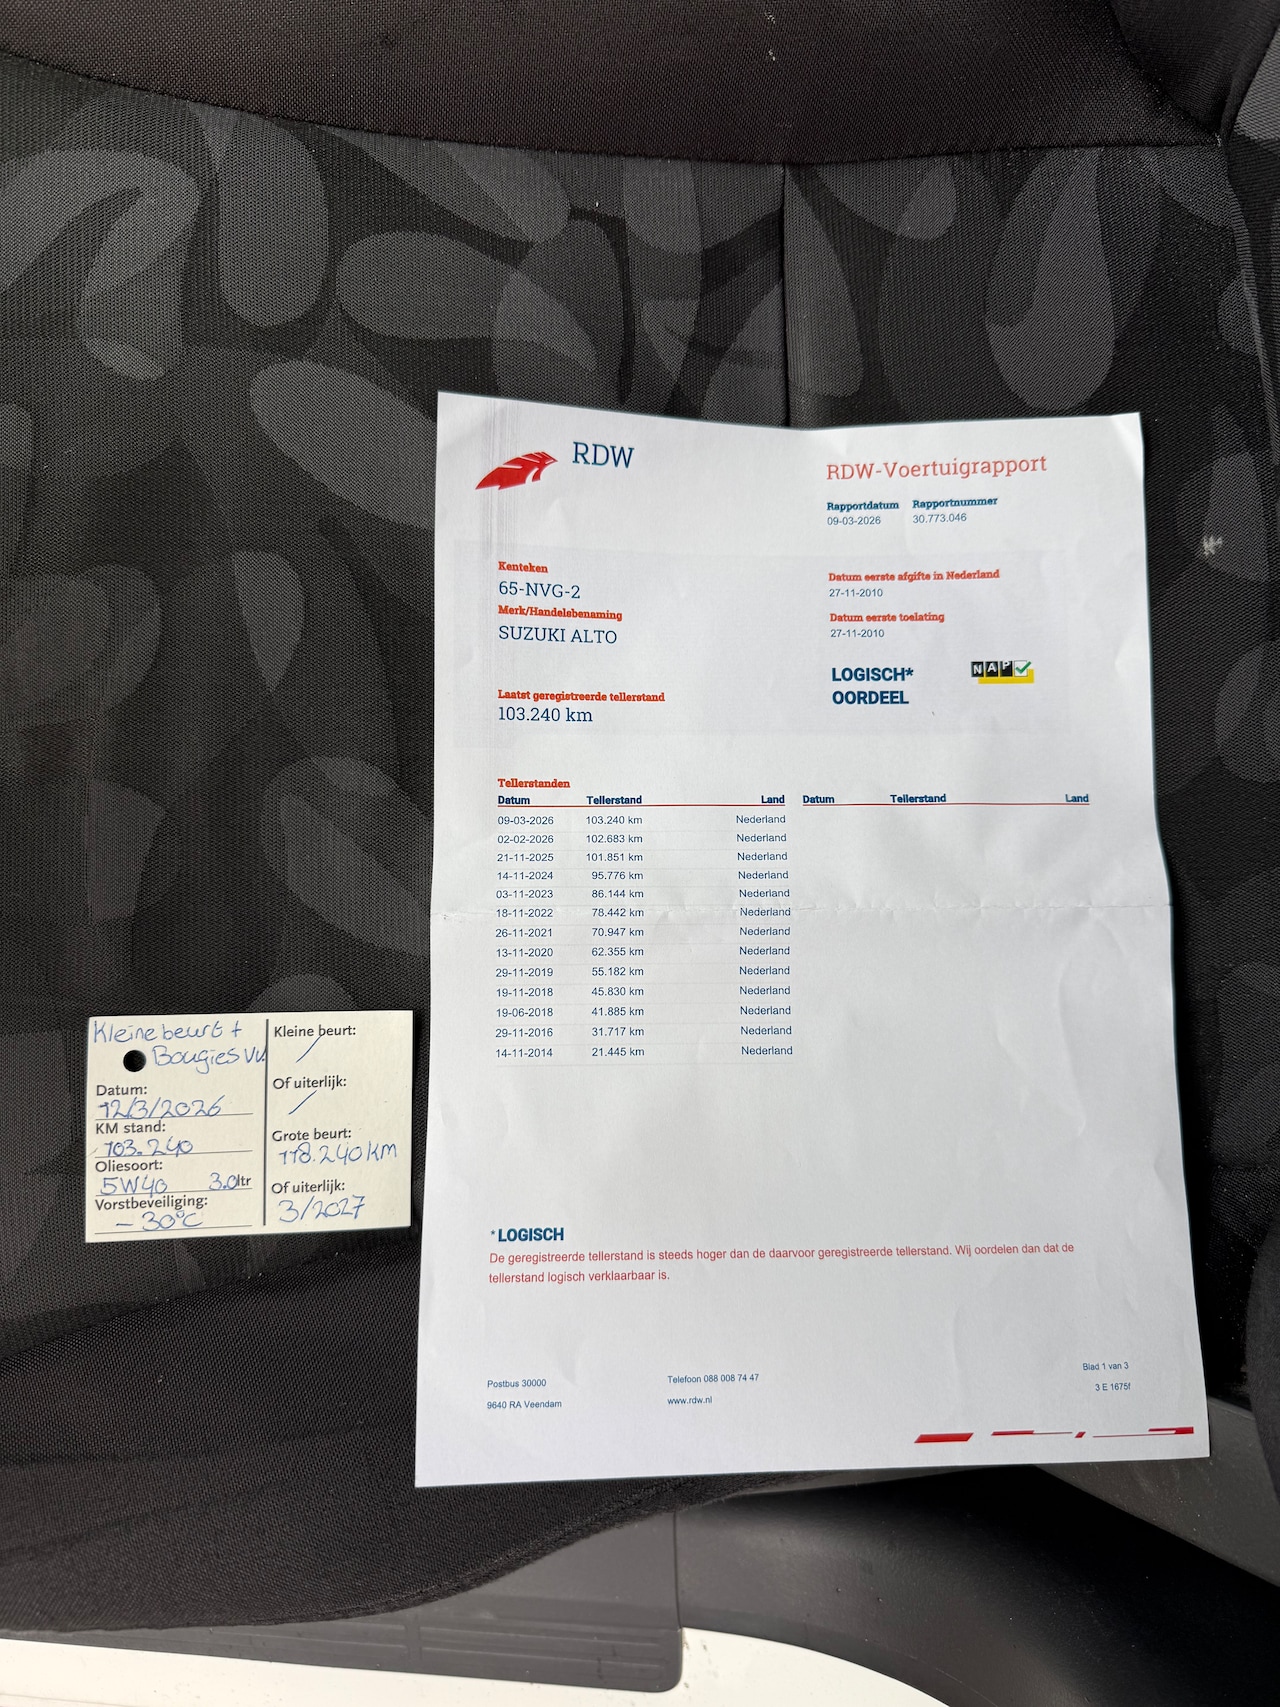 RDW
RDW-Voertuigrapport
Rapportdatum Rapportnummer
09-03-2026 30.773.046
Kenteken
65-NVG-2
Merk/Handelsbenaming
SUZUKI ALTO
Datum eerste afgifte in Nederland
27-11-2010
Datum eerste toelating
27-11-2010
LOGISCH*
OORDEEL
NAP
Laatst geregistreerde tellerstand
103.240 km
Tellerstanden
Datum Tellerstand Land Datum Tellerstand Land
09-03-2026 103.240 km Nederland
02-02-2026 102.683 km Nederland
21-11-2025 101.851 km Nederland
14-11-2024 95.776 km Nederland
03-11-2023 86.144 km Nederland
18-11-2022 78.442 km Nederland
26-11-2021 70.947 km Nederland
13-11-2020 62.355 km Nederland
29-11-2019 55.182 km Nederland
19-11-2018 45.830 km Nederland
19-06-2018 41.885 km Nederland
29-11-2016 31.717 km Nederland
14-11-2014 21.445 km Nederland
*LOGISCH
De geregistreerde tellerstand is steeds hoger dan de daarvoor geregistreerde tellerstand. Wij oordelen dan dat de
tellerstand logisch verklaarbaar is.
Postbus 30000
9640 RA Veendam
Telefoon 088 008 74 47
www.rdw.nl
Blad 1 van 3
3 E 1675f
Kleine beurt +
Bougies VV
Datum:
12/3/2026
KM stand:
103.240
Oliesoort:
5W40 3.0ltr
Vorstbeveiliging:
-30°C
Kleine beurt:
/
Of uiterlijk:
/
Grote beurt:
118.240KM
Of uiterlijk:
3/2027